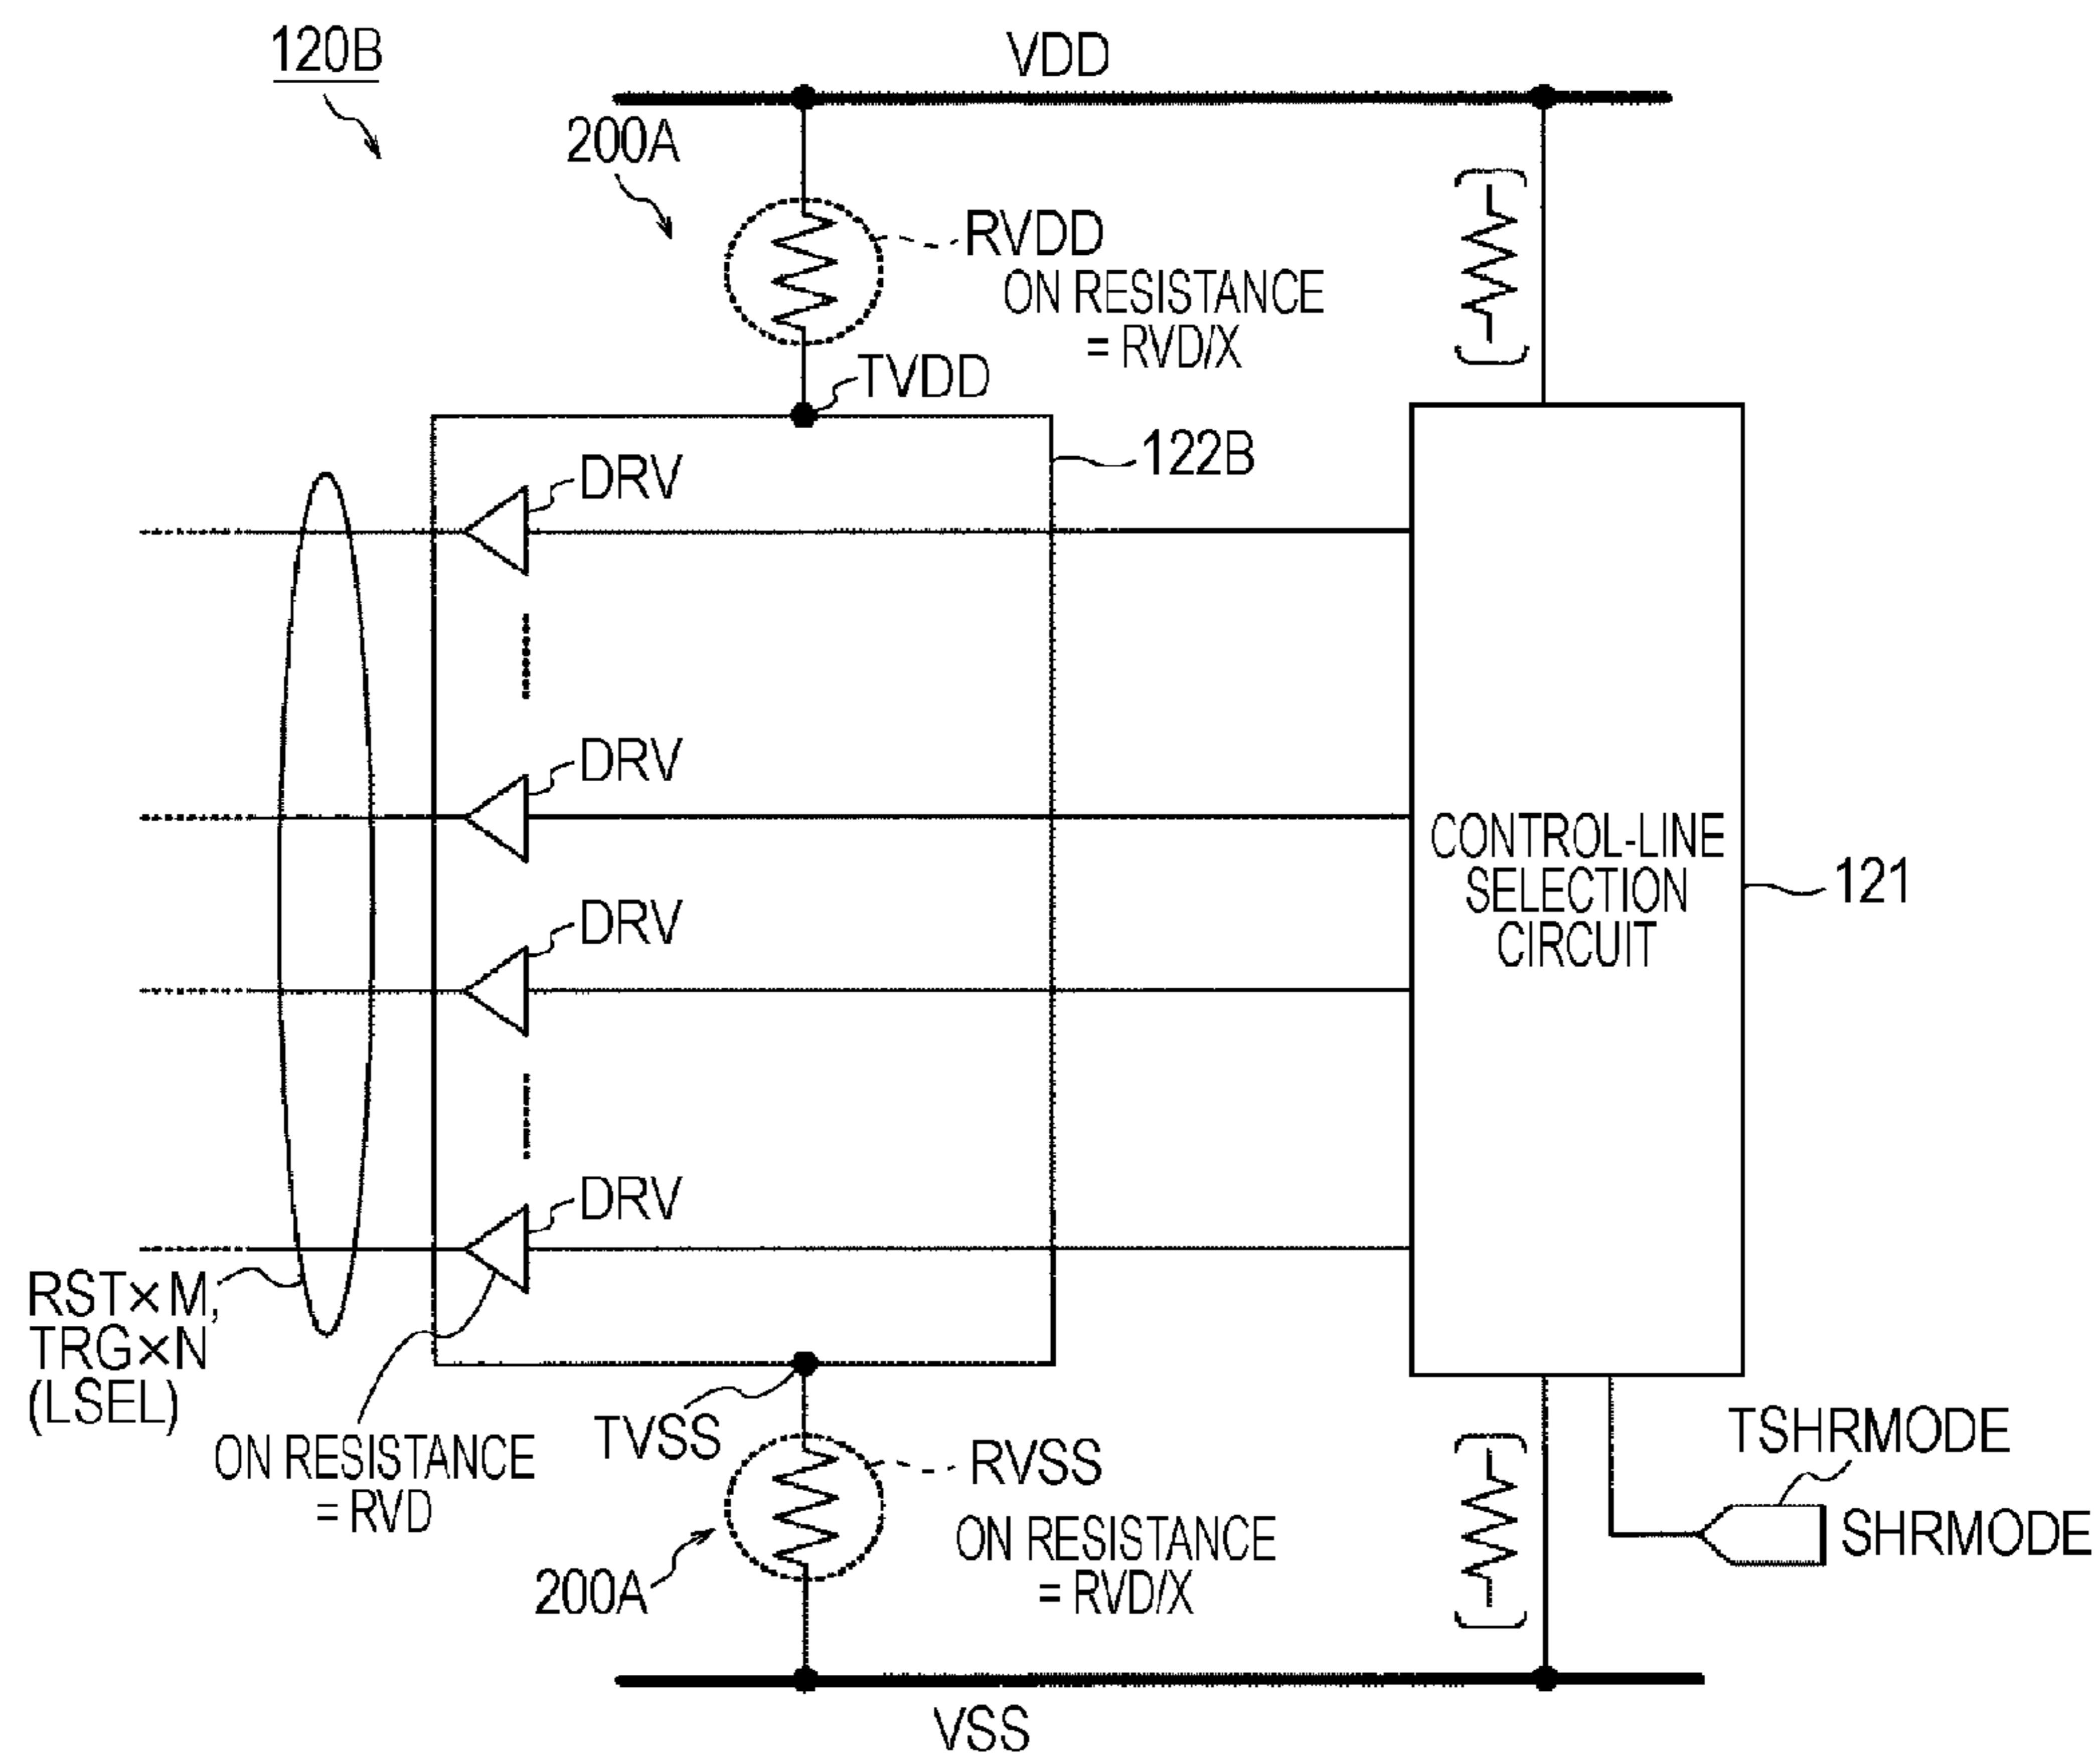 120B
VDD
200A
RVDD
ON RESISTANCE
= RVD/X
TVDD
122B
DRV
DRV
DRV
DRV
CONTROL-LINE
SELECTION
CIRCUIT
121
RST×M,
TRG×N
(LSEL)
ON RESISTANCE
= RVD
TVSS
RVSS
ON RESISTANCE
= RVD/X
200A
TSHRMODE
SHRMODE
VSS